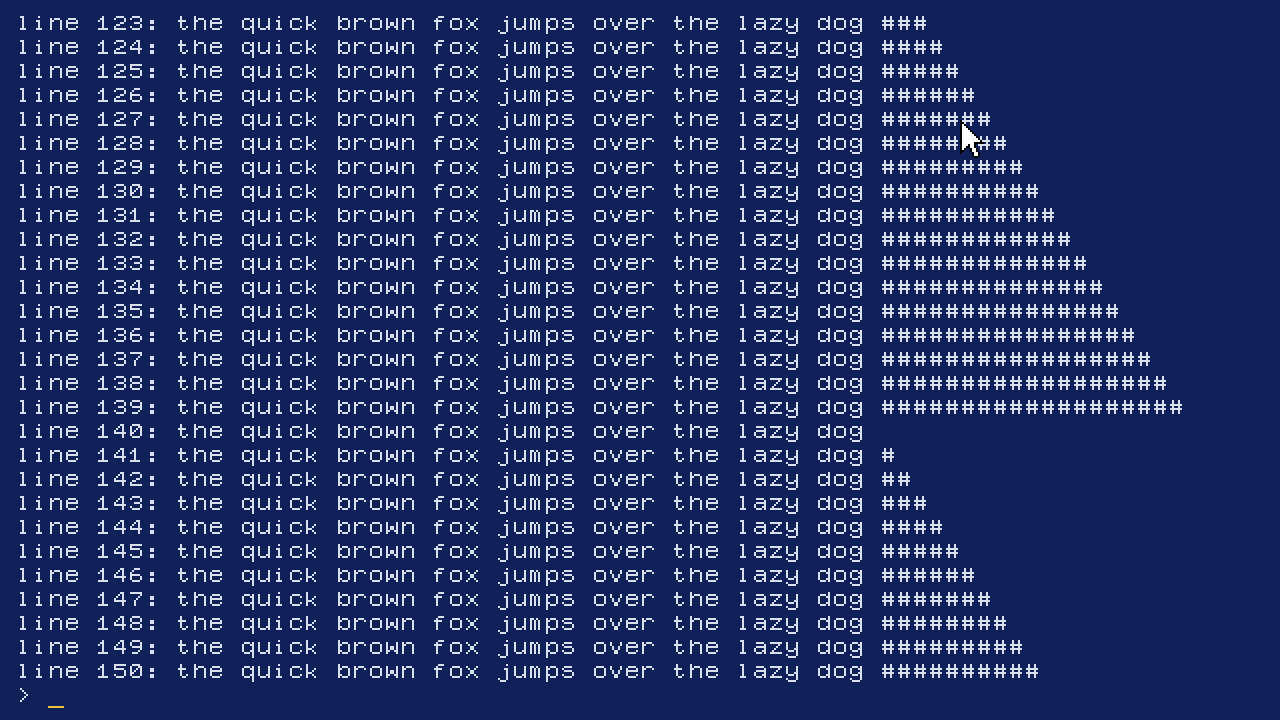 line 123: the quick brown fox jumps over the lazy dog ###
line 124: the quick brown fox jumps over the lazy dog ####
line 125: the quick brown fox jumps over the lazy dog #####
line 126: the quick brown fox jumps over the lazy dog ######
line 127: the quick brown fox jumps over the lazy dog #######
line 128: the quick brown fox jumps over the lazy dog ########
line 129: the quick brown fox jumps over the lazy dog #########
line 130: the quick brown fox jumps over the lazy dog ##########
line 131: the quick brown fox jumps over the lazy dog ###########
line 132: the quick brown fox jumps over the lazy dog ############
line 133: the quick brown fox jumps over the lazy dog #############
line 134: the quick brown fox jumps over the lazy dog ##############
line 135: the quick brown fox jumps over the lazy dog ###############
line 136: the quick brown fox jumps over the lazy dog ################
line 137: the quick brown fox jumps over the lazy dog #################
line 138: the quick brown fox jumps over the lazy dog ##################
line 139: the quick brown fox jumps over the lazy dog ###################
line 140: the quick brown fox jumps over the lazy dog
line 141: the quick brown fox jumps over the lazy dog #
line 142: the quick brown fox jumps over the lazy dog ##
line 143: the quick brown fox jumps over the lazy dog ###
line 144: the quick brown fox jumps over the lazy dog ####
line 145: the quick brown fox jumps over the lazy dog #####
line 146: the quick brown fox jumps over the lazy dog ######
line 147: the quick brown fox jumps over the lazy dog #######
line 148: the quick brown fox jumps over the lazy dog ########
line 149: the quick brown fox jumps over the lazy dog #########
line 150: the quick brown fox jumps over the lazy dog ##########
> _